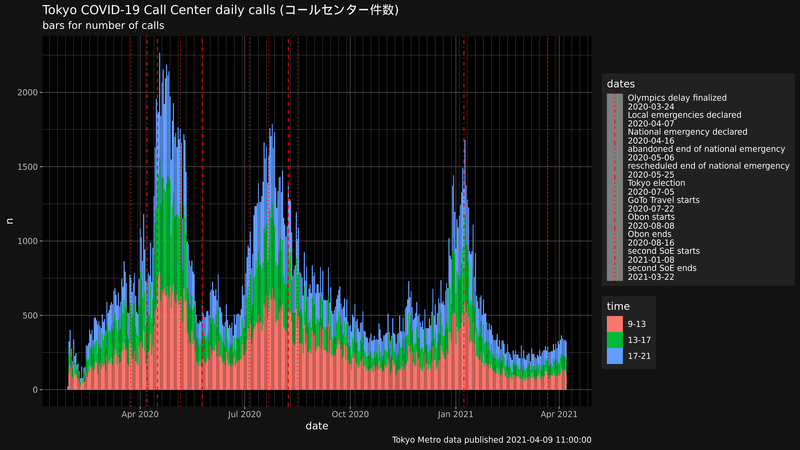 Tokyo COVID-19 Call Center daily calls (コールセンター件数)
bars for number of calls
n
2000
1500
1000
500
0
Apr 2020
Jul 2020
Oct 2020
Jan 2021
Apr 2021
date
Tokyo Metro data published 2021-04-09 11:00:00
dates
Olympics delay finalized
2020-03-24
Local emergencies declared
2020-04-07
National emergency declared
2020-04-16
abandoned end of national emergency
2020-05-06
rescheduled end of national emergency
2020-05-25
Tokyo election
2020-07-05
GoTo Travel starts
2020-07-22
Obon starts
2020-08-08
Obon ends
2020-08-16
second SoE starts
2021-01-08
second SoE ends
2021-03-22
time
9-13
13-17
17-21